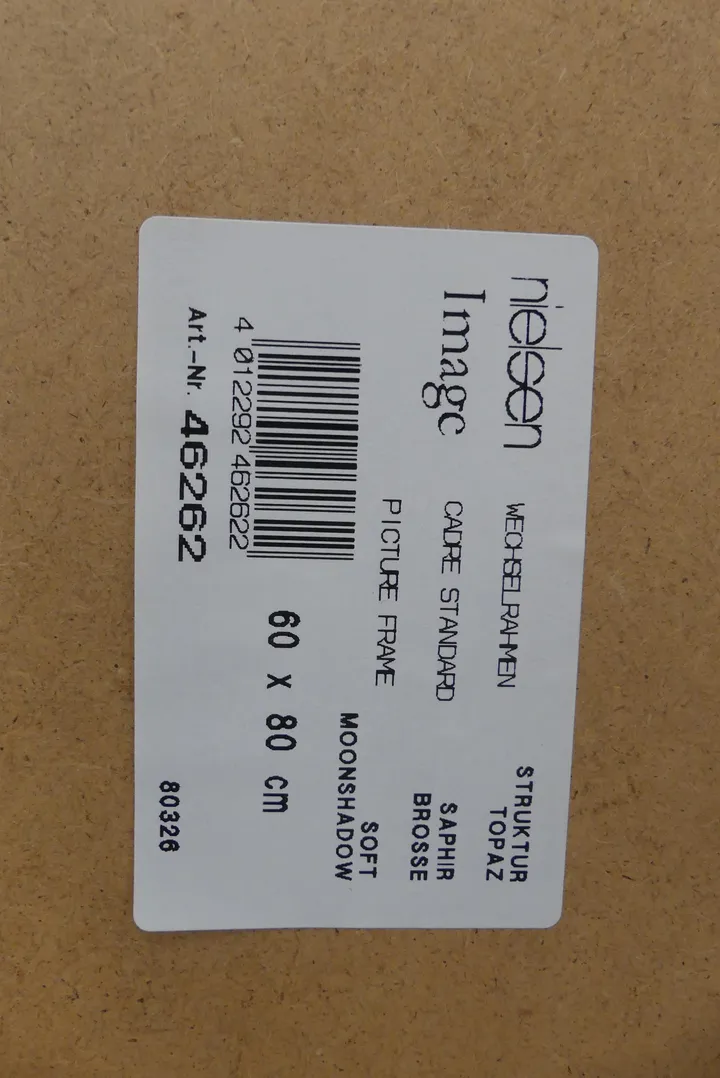 nielsen
Image
WECHSELRAHMEN
CADRE STANDARD
PICTURE FRAME
STRUKTUR
TOPAZ
SAPHIR
BROSSE
SOFT
MOONSHADOW
60 x 80 cm
4 012292 462622
Art.-Nr. 46262
80326